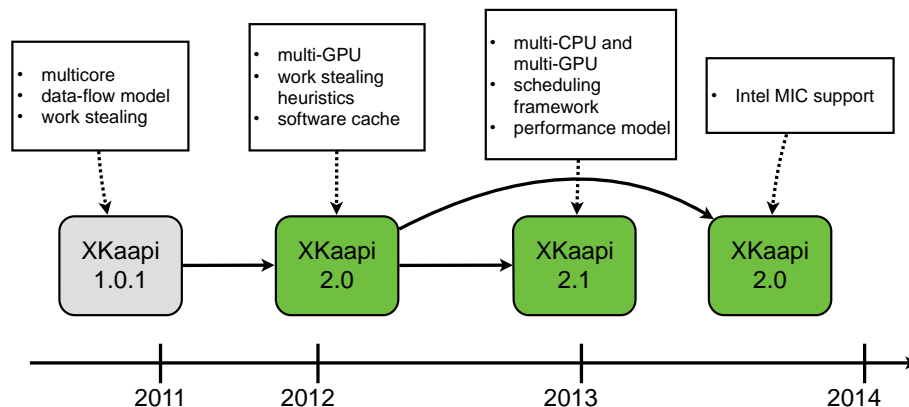 • multicore
• data-flow model
• work stealing
• multi-GPU
• work stealing
heuristics
• software cache
• multi-CPU and
multi-GPU
• scheduling
framework
• performance model
• Intel MIC support
XKaapi
1.0.1
XKaapi
2.0
XKaapi
2.1
XKaapi
2.0
2011
2012
2013
2014